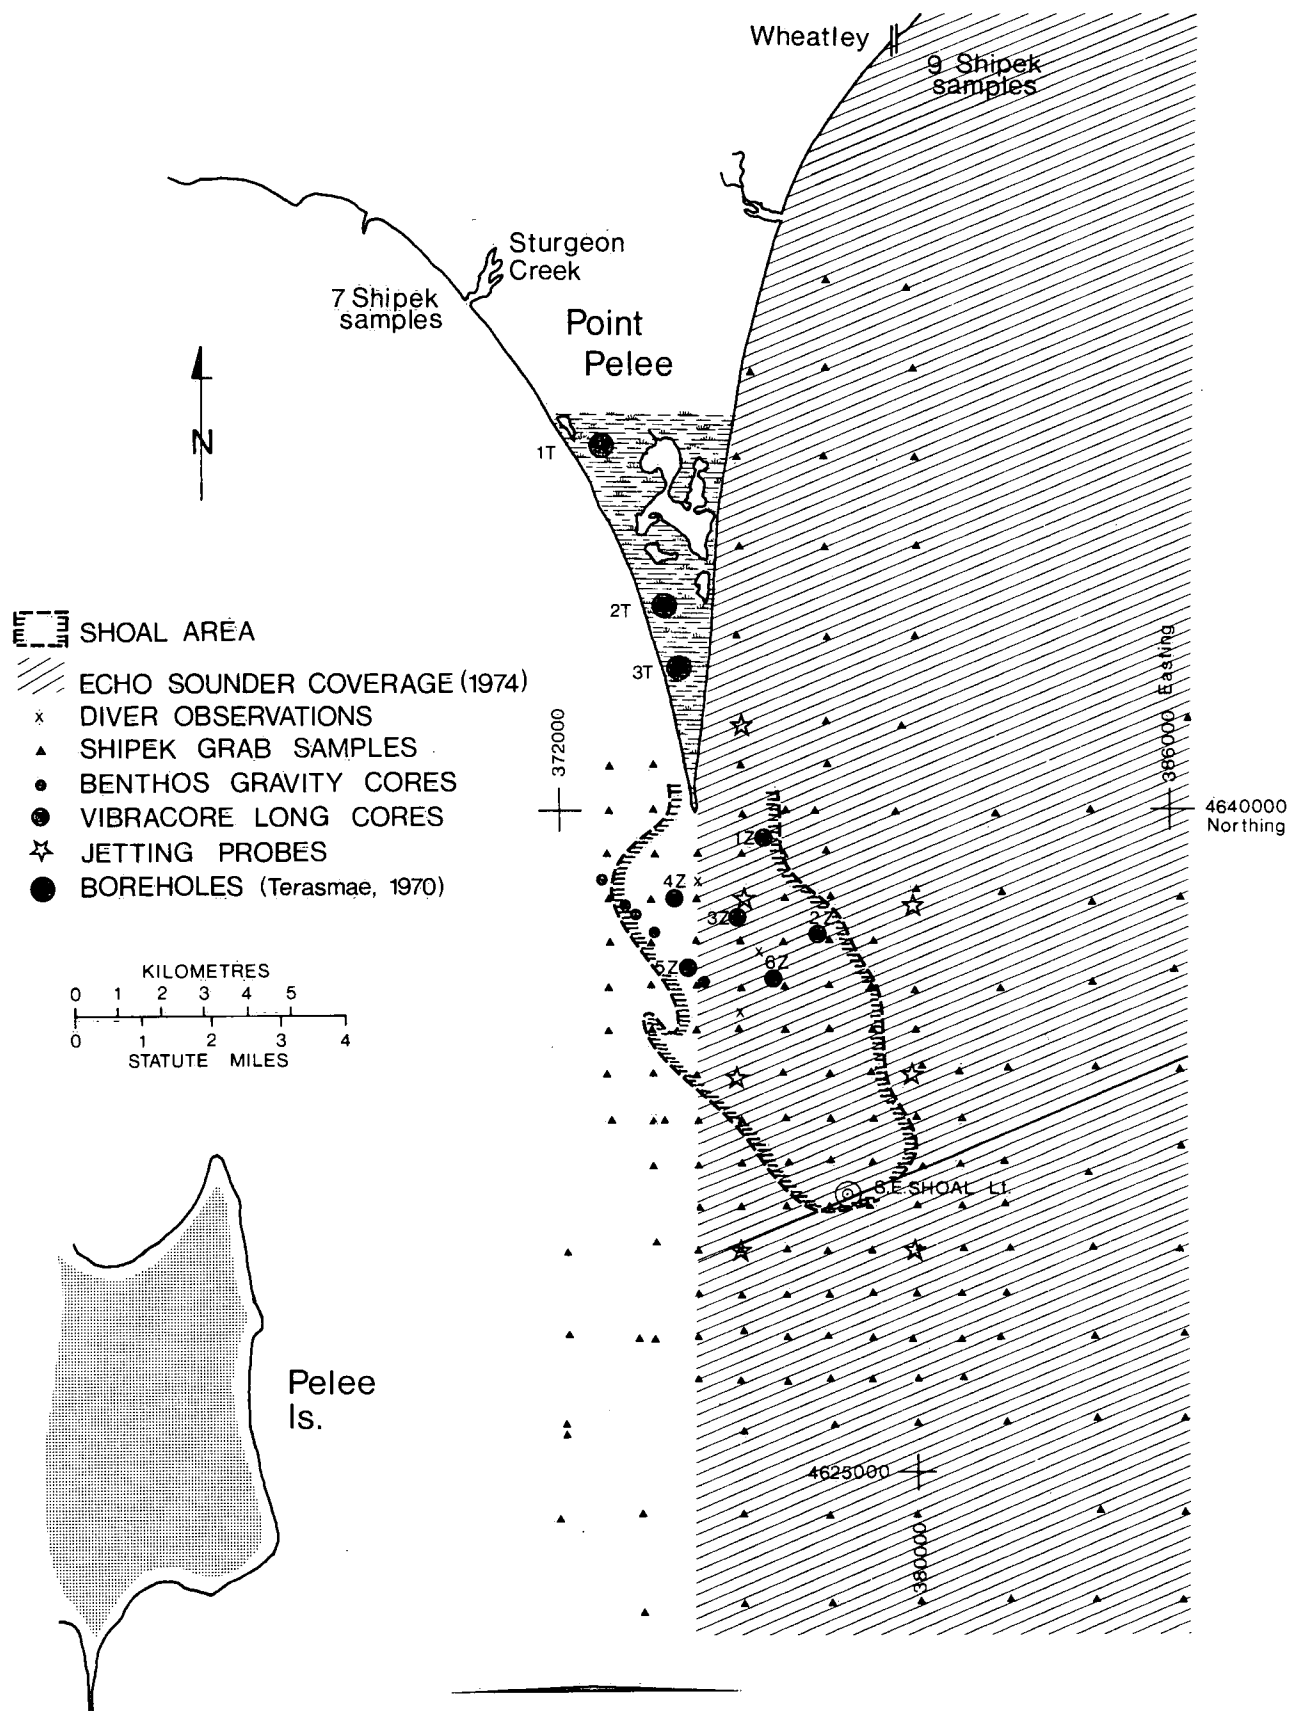 Wheatley
9 Shipek
samples
Sturgeon
Creek
7 Shipek
samples
Point
Pelee
N
1T
2T
3T
SHOAL AREA
ECHO SOUNDER COVERAGE (1974)
DIVER OBSERVATIONS
SHIPEK GRAB SAMPLES
BENTHOS GRAVITY CORES
VIBRACORE LONG CORES
JETTING PROBES
BOREHOLES (Terasmae, 1970)
372000
386000 Easting
4640000
Northing
1Z
4Z
3Z
2Z
5Z
6Z
KILOMETRES
0 1 2 3 4 5
0 1 2 3 4
STATUTE MILES
S.E. SHOAL Lt.
Pelee
Is.
4625000
380000